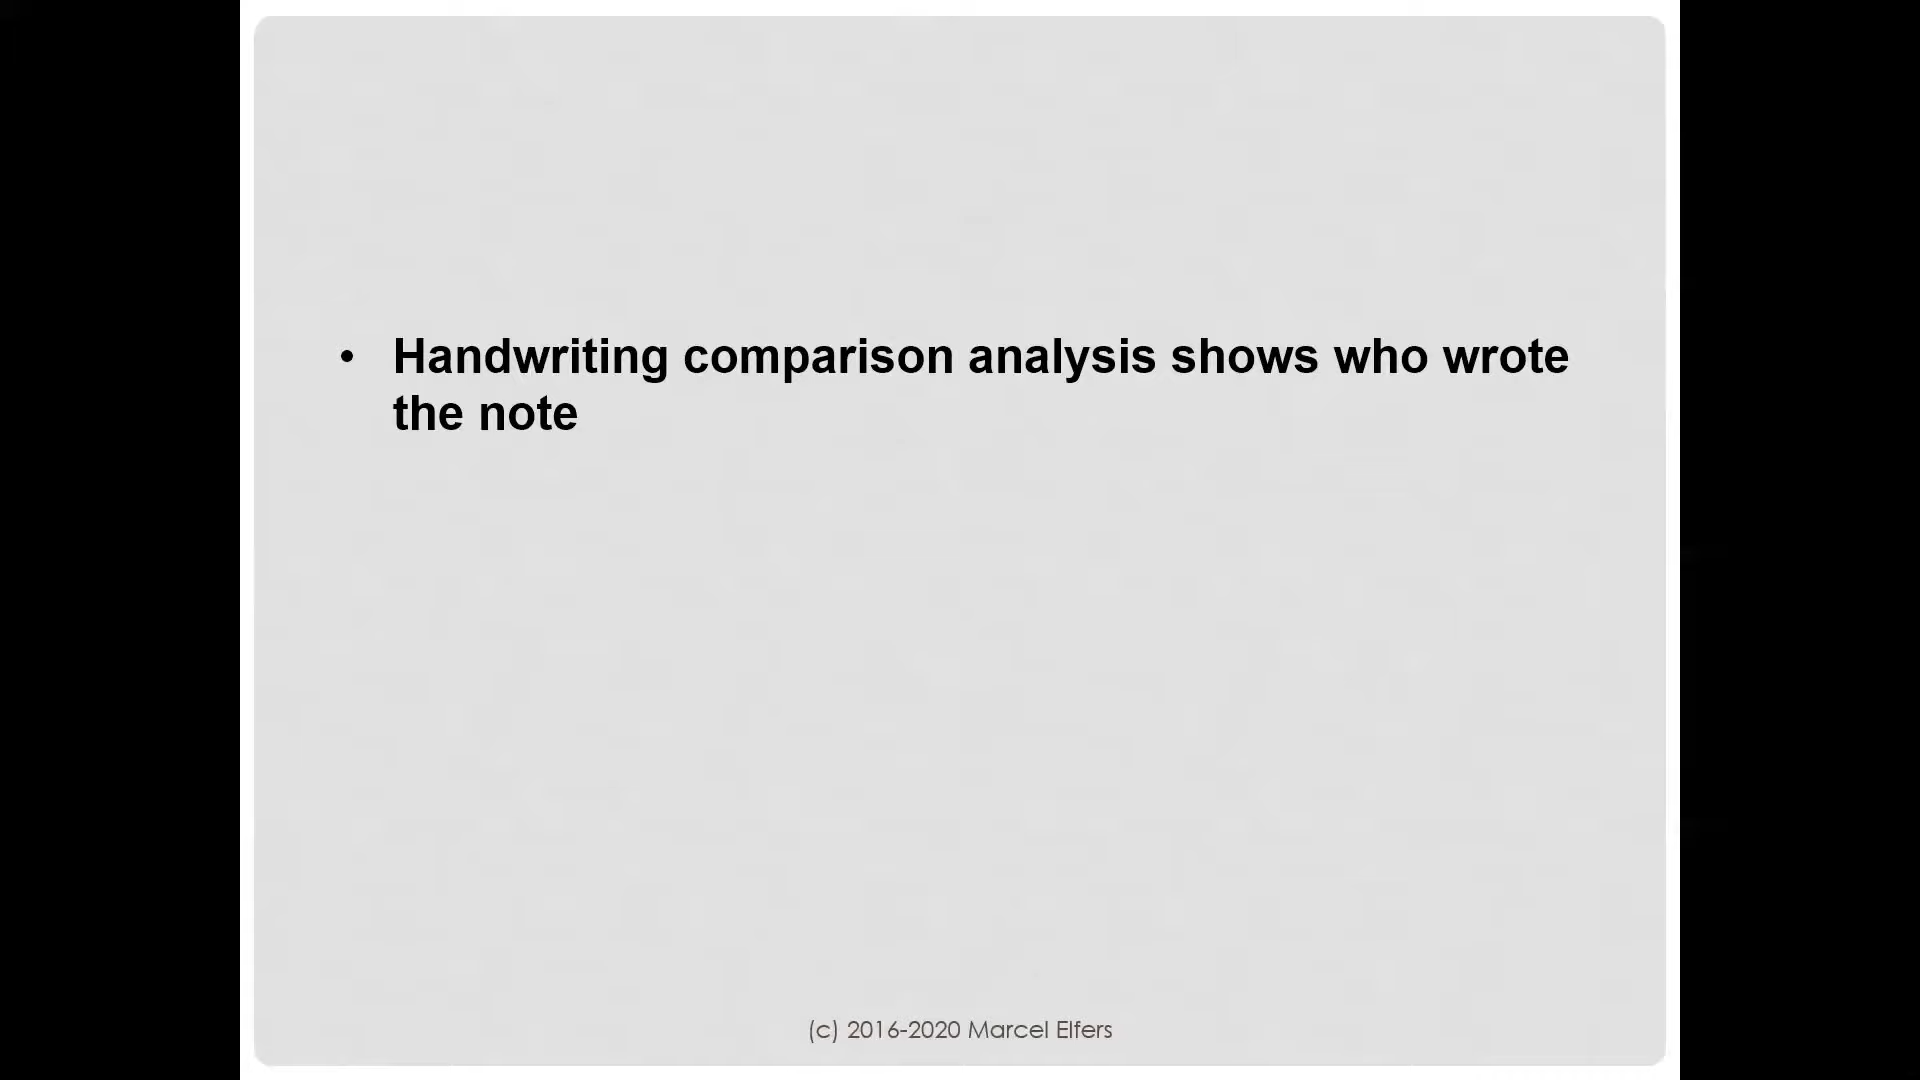 • Handwriting comparison analysis shows who wrote
the note
(c) 2016-2020 Marcel Elfers